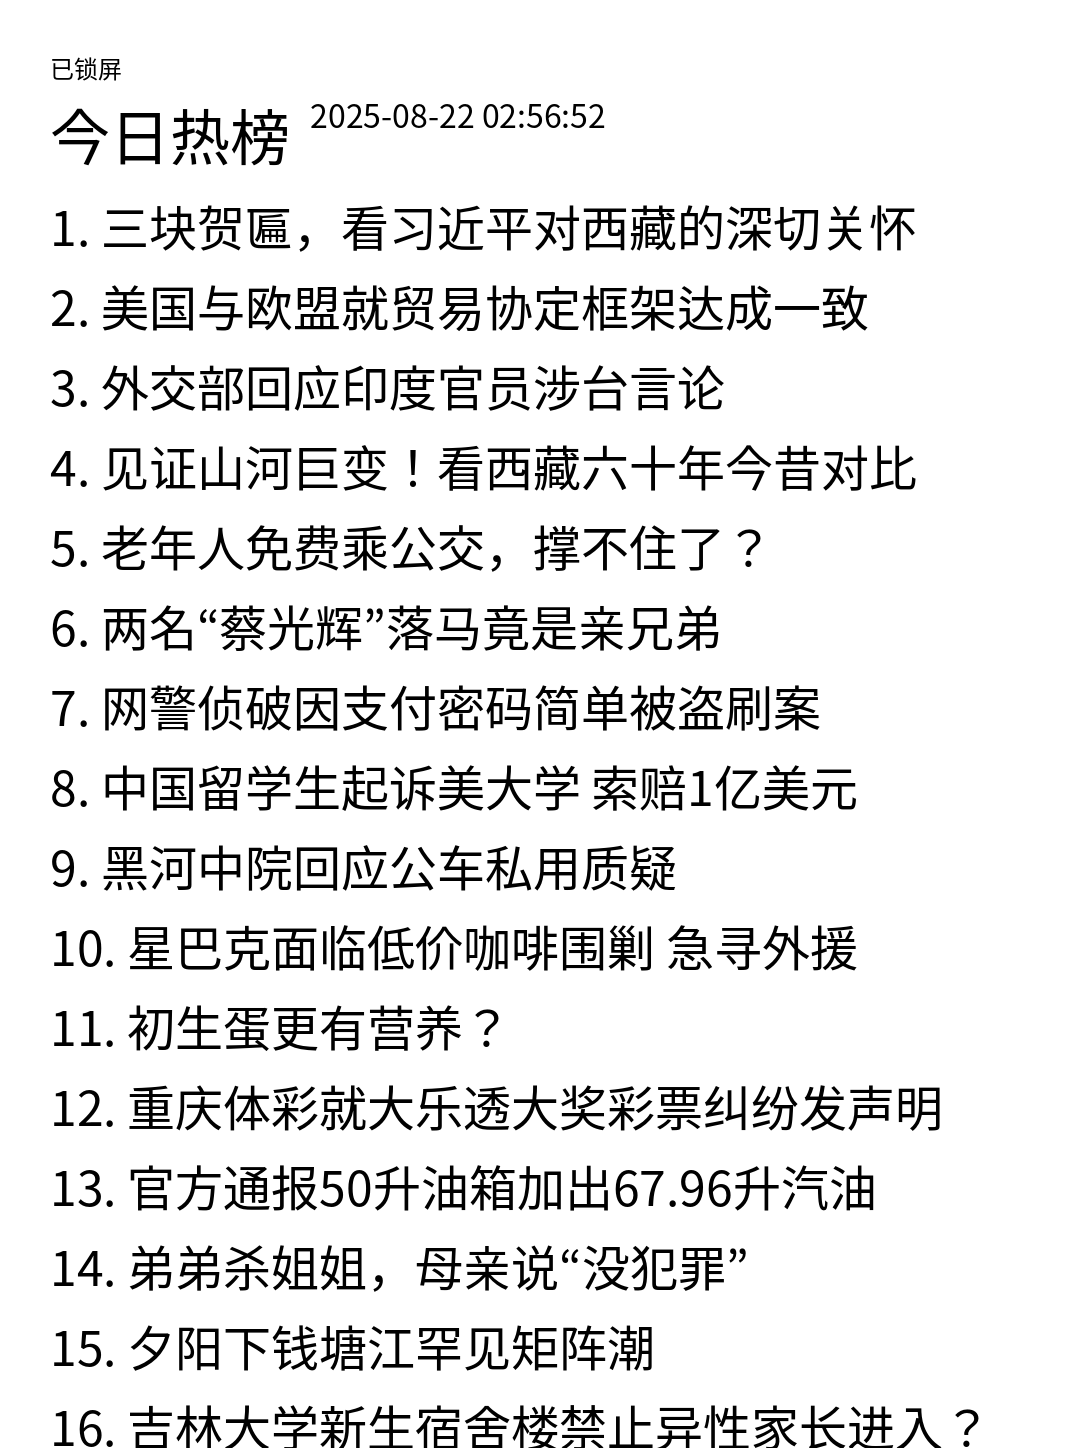 已锁屏
今日热榜 2025-08-22 02:56:52
1. 三块贺匾，看习近平对西藏的深切关怀
2. 美国与欧盟就贸易协定框架达成一致
3. 外交部回应印度官员涉台言论
4. 见证山河巨变！看西藏六十年今昔对比
5. 老年人免费乘公交，撑不住了？
6. 两名“蔡光辉”落马竟是亲兄弟
7. 网警侦破因支付密码简单被盗刷案
8. 中国留学生起诉美大学 索赔1亿美元
9. 黑河中院回应公车私用质疑
10. 星巴克面临低价咖啡围剿 急寻外援
11. 初生蛋更有营养？
12. 重庆体彩就大乐透大奖彩票纠纷发声明
13. 官方通报50升油箱加出67.96升汽油
14. 弟弟杀姐姐，母亲说“没犯罪”
15. 夕阳下钱塘江罕见矩阵潮
16. 吉林大学新生宿舍楼禁止异性家长进入？